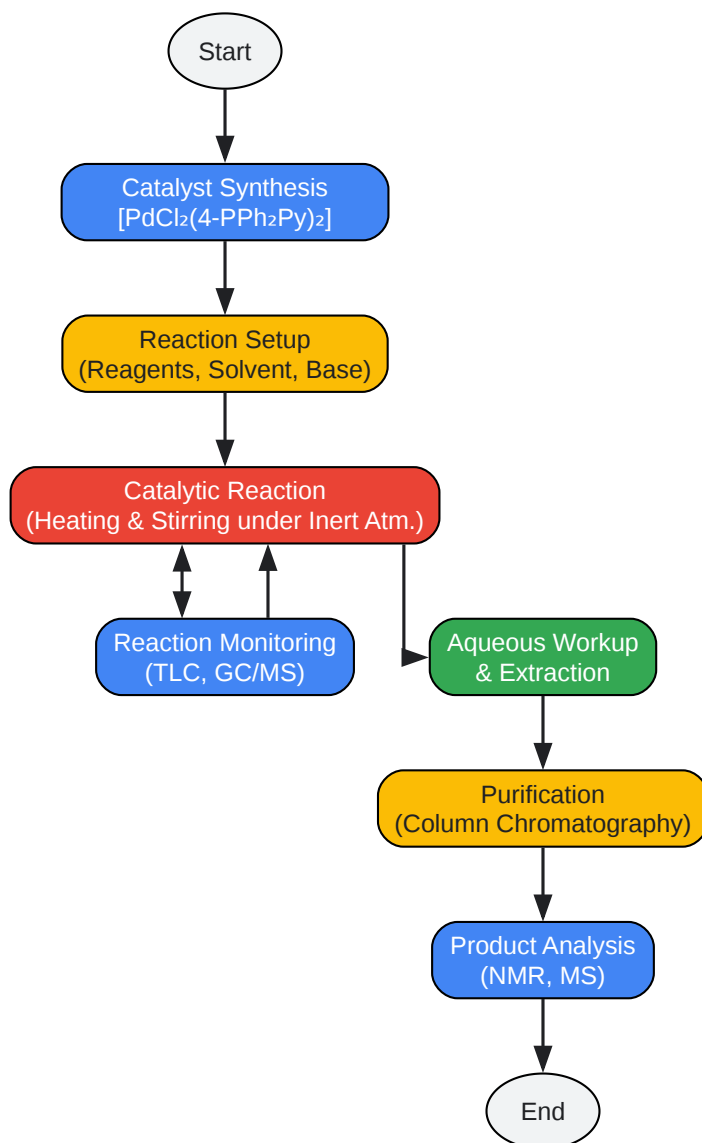 Start
Catalyst Synthesis
[PdCl₂(4-PPh₂Py)₂]
Reaction Setup
(Reagents, Solvent, Base)
Catalytic Reaction
(Heating & Stirring under Inert Atm.)
Reaction Monitoring
(TLC, GC/MS)
Aqueous Workup
& Extraction
Purification
(Column Chromatography)
Product Analysis
(NMR, MS)
End